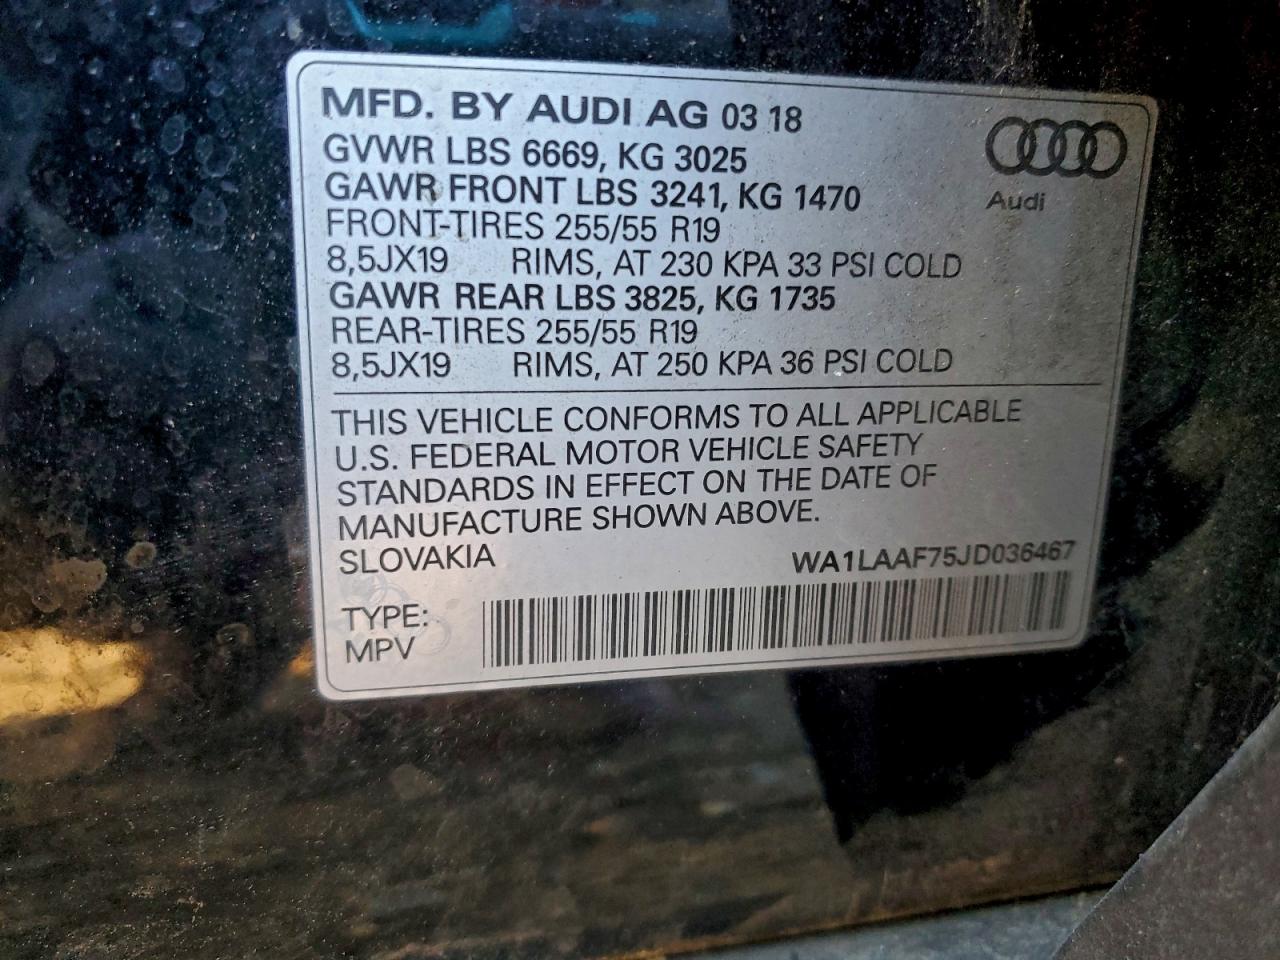 MFD. BY AUDI AG 03 18
GVWR LBS 6669, KG 3025
GAWR FRONT LBS 3241, KG 1470
FRONT-TIRES 255/55 R19
8,5JX19 RIMS, AT 230 KPA 33 PSI COLD
GAWR REAR LBS 3825, KG 1735
REAR-TIRES 255/55 R19
8,5JX19 RIMS, AT 250 KPA 36 PSI COLD
Audi
THIS VEHICLE CONFORMS TO ALL APPLICABLE
U.S. FEDERAL MOTOR VEHICLE SAFETY
STANDARDS IN EFFECT ON THE DATE OF
MANUFACTURE SHOWN ABOVE.
SLOVAKIA
WA1LAAF75JD036467
TYPE:
MPV